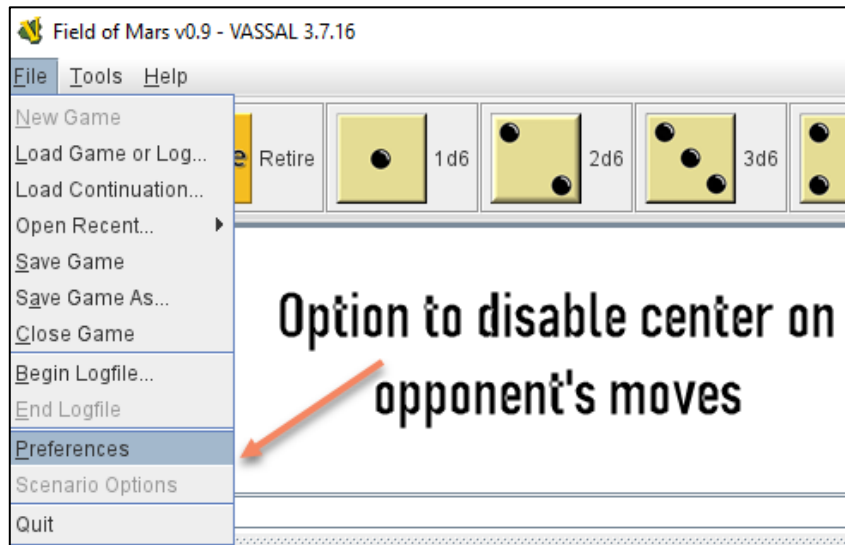 Field of Mars v0.9 - VASSAL 3.7.16
File Tools Help
New Game
Load Game or Log...
Load Continuation...
Open Recent...
Save Game
Save Game As...
Close Game
Begin Logfile...
End Logfile
Preferences
Scenario Options
Quit
e Retire
1d6
2d6
3d6
Option to disable center on
opponent's moves